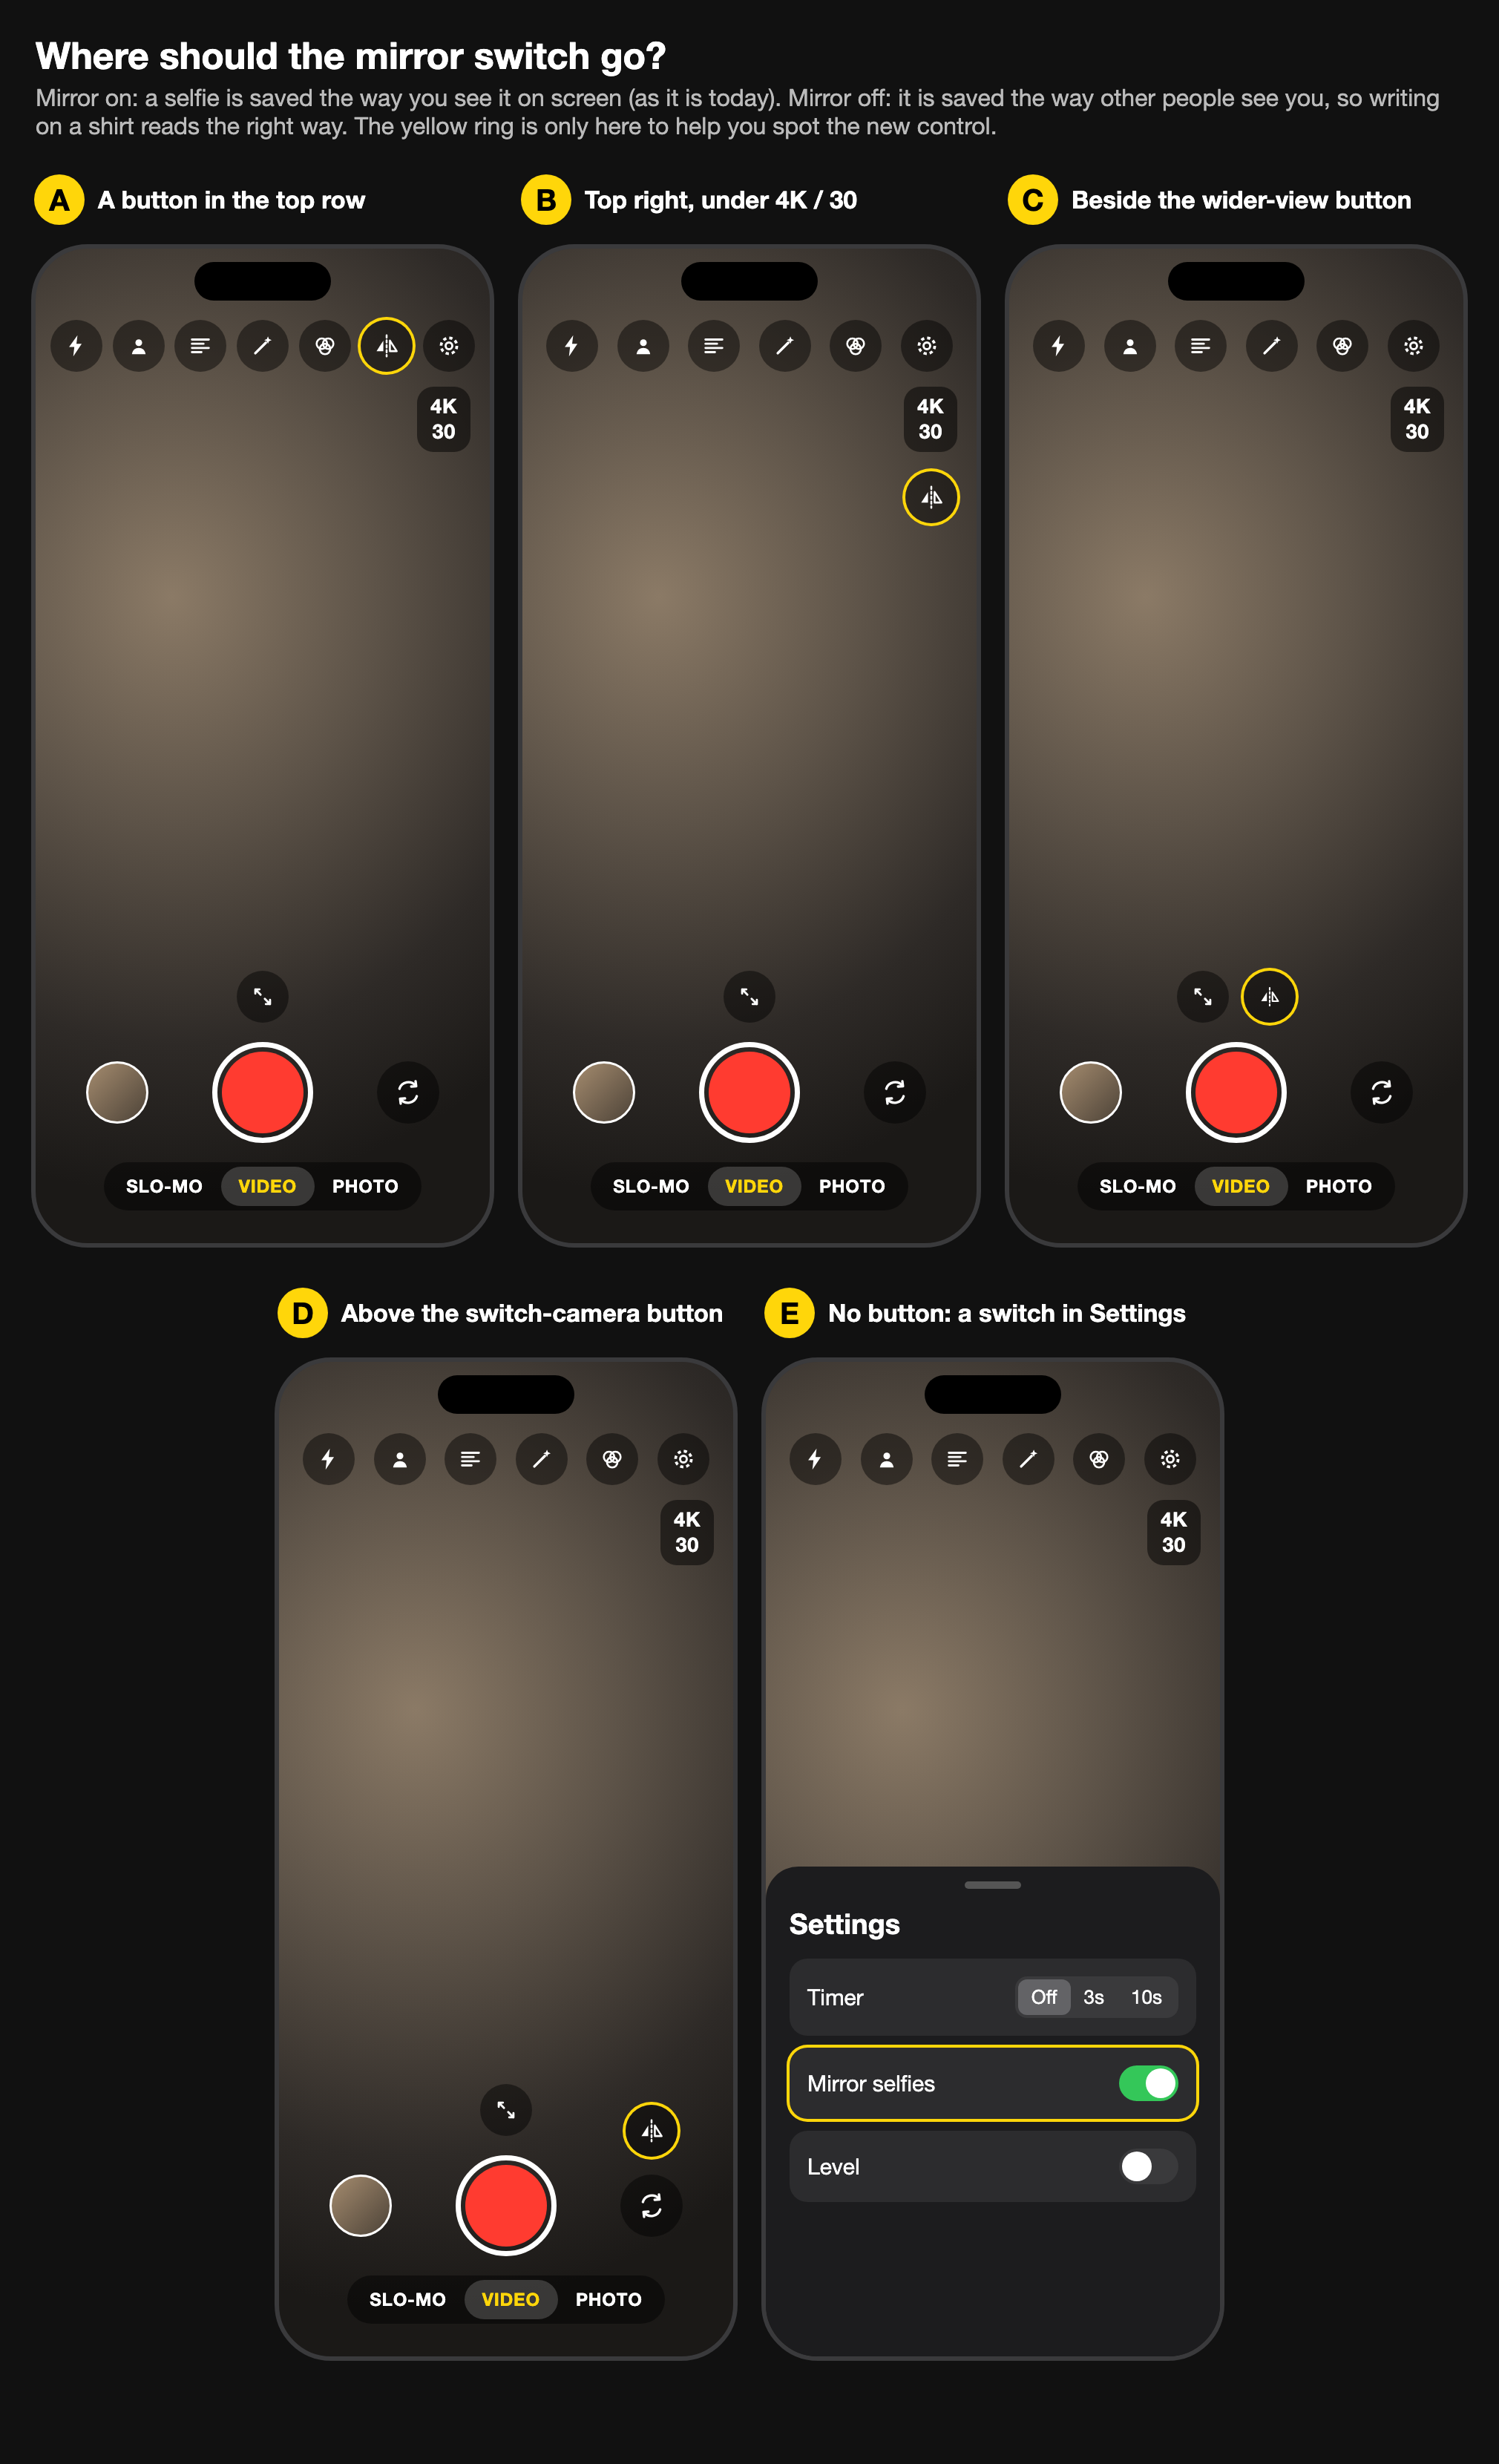 Where should the mirror switch go?
Mirror on: a selfie is saved the way you see it on screen (as it is today). Mirror off: it is saved the way other people see you, so writing
on a shirt reads the right way. The yellow ring is only here to help you spot the new control.
A A button in the top row
4K
30
SLO-MO VIDEO PHOTO
B Top right, under 4K / 30
4K
30
SLO-MO VIDEO PHOTO
C Beside the wider-view button
4K
30
SLO-MO VIDEO PHOTO
D Above the switch-camera button
4K
30
SLO-MO VIDEO PHOTO
E No button: a switch in Settings
4K
30
Settings
Timer Off 3s 10s
Mirror selfies
Level